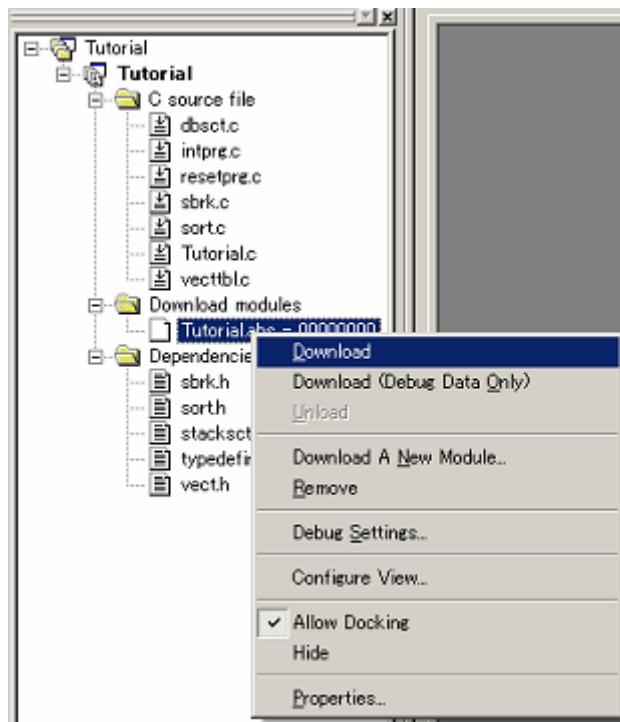 Tutorial
Tutorial
C source file
dbsct.c
intprg.c
resetprg.c
sbrk.c
sort.c
Tutorial.c
vecttbl.c
Download modules
Tutorial.abs - 00000000
Dependencie
sbrk.h
sort.h
stacksct
typedefin
vect.h
Download
Download (Debug Data Only)
Unload
Download A New Module...
Remove
Debug Settings...
Configure View...
Allow Docking
Hide
Properties...